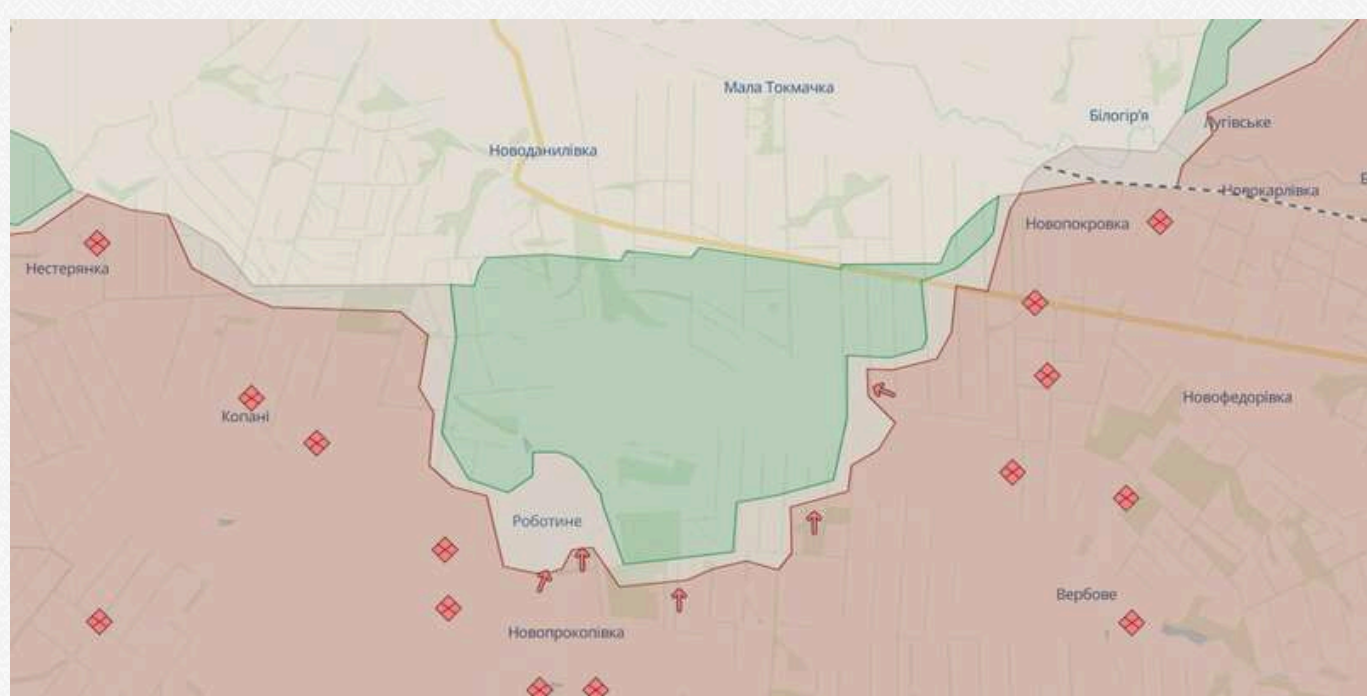 Мала Токмачка
Білогір'я
Лугівське
Новоданилівка
Новокарлівка
Новопокровка
Нестерянка
Новофедорівка
Копані
Роботине
Вербове
Новопрокопівка